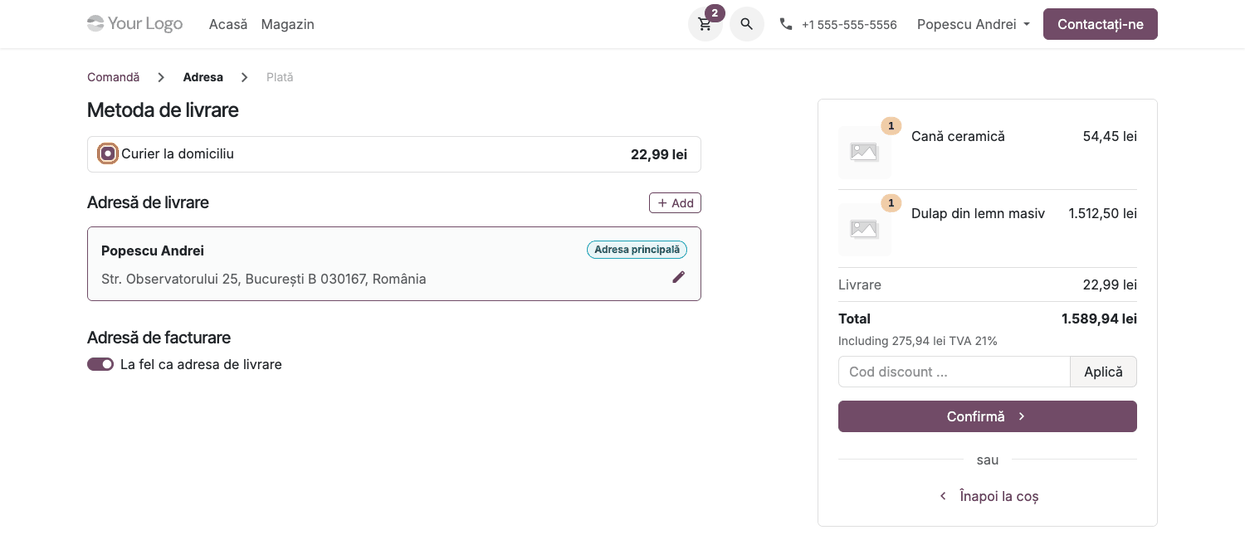 Your Logo
Acasă
Magazin
2
+1 555-555-5556
Popescu Andrei
Contactați-ne
Comandă
Adresa
Plată
Metoda de livrare
Curier la domiciliu 22,99 lei
Adresă de livrare
+ Add
Popescu Andrei
Adresa principală
Str. Observatorului 25, București B 030167, România
Adresă de facturare
La fel ca adresa de livrare
1
Cană ceramică 54,45 lei
1
Dulap din lemn masiv 1.512,50 lei
Livrare 22,99 lei
Total 1.589,94 lei
Including 275,94 lei TVA 21%
Cod discount ...
Aplică
Confirmă
sau
Înapoi la coș